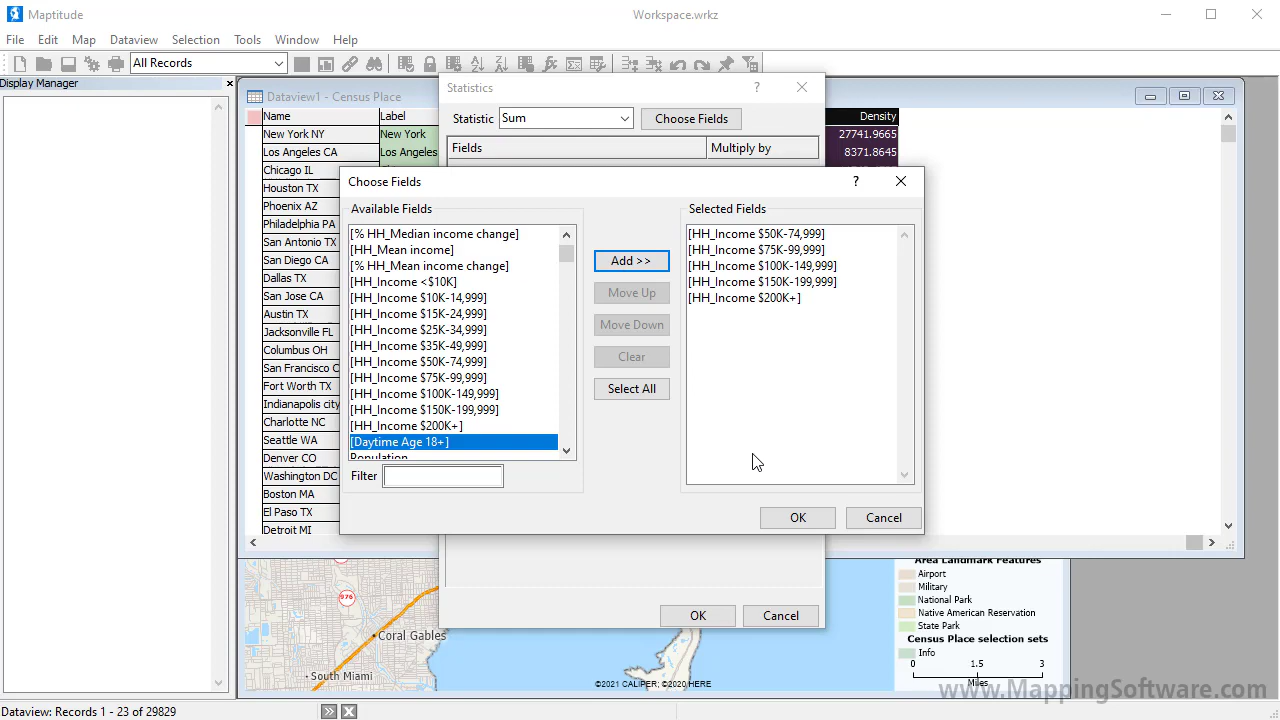 Maptitude
Workspace.wrkz
File Edit Map Dataview Selection Tools Window Help
All Records
Display Manager
Dataview1 - Census Place
Name Label Density
New York NY New York 27741.9665
Los Angeles CA Los Angeles 8371.8645
Chicago IL
Houston TX
Phoenix AZ
Philadelphia PA
San Antonio TX
San Diego CA
Dallas TX
San Jose CA
Austin TX
Jacksonville FL
Columbus OH
San Francisco C
Fort Worth TX
Indianapolis city
Charlotte NC
Seattle WA
Denver CO
Washington DC
Boston MA
El Paso TX
Detroit MI
Statistics
?
Statistic Sum Choose Fields
Fields Multiply by
Choose Fields
?
Available Fields
[% HH_Median income change]
[HH_Mean income]
[% HH_Mean income change]
[HH_Income <$10K]
[HH_Income $10K-14,999]
[HH_Income $15K-24,999]
[HH_Income $25K-34,999]
[HH_Income $35K-49,999]
[HH_Income $50K-74,999]
[HH_Income $75K-99,999]
[HH_Income $100K-149,999]
[HH_Income $150K-199,999]
[HH_Income $200K+]
[Daytime Age 18+]
Population
Filter
Add >>
Move Up
Move Down
Clear
Select All
Selected Fields
[HH_Income $50K-74,999]
[HH_Income $75K-99,999]
[HH_Income $100K-149,999]
[HH_Income $150K-199,999]
[HH_Income $200K+]
OK Cancel
OK Cancel
976
Coral Gables
South Miami
©2021 CALIPER; ©2020 HERE
Area Landmark Features
Airport
Military
National Park
Native American Reservation
State Park
Census Place selection sets
Info
0 1.5 3
Miles
www.MappingSoftware.com
Dataview: Records 1 - 23 of 29829